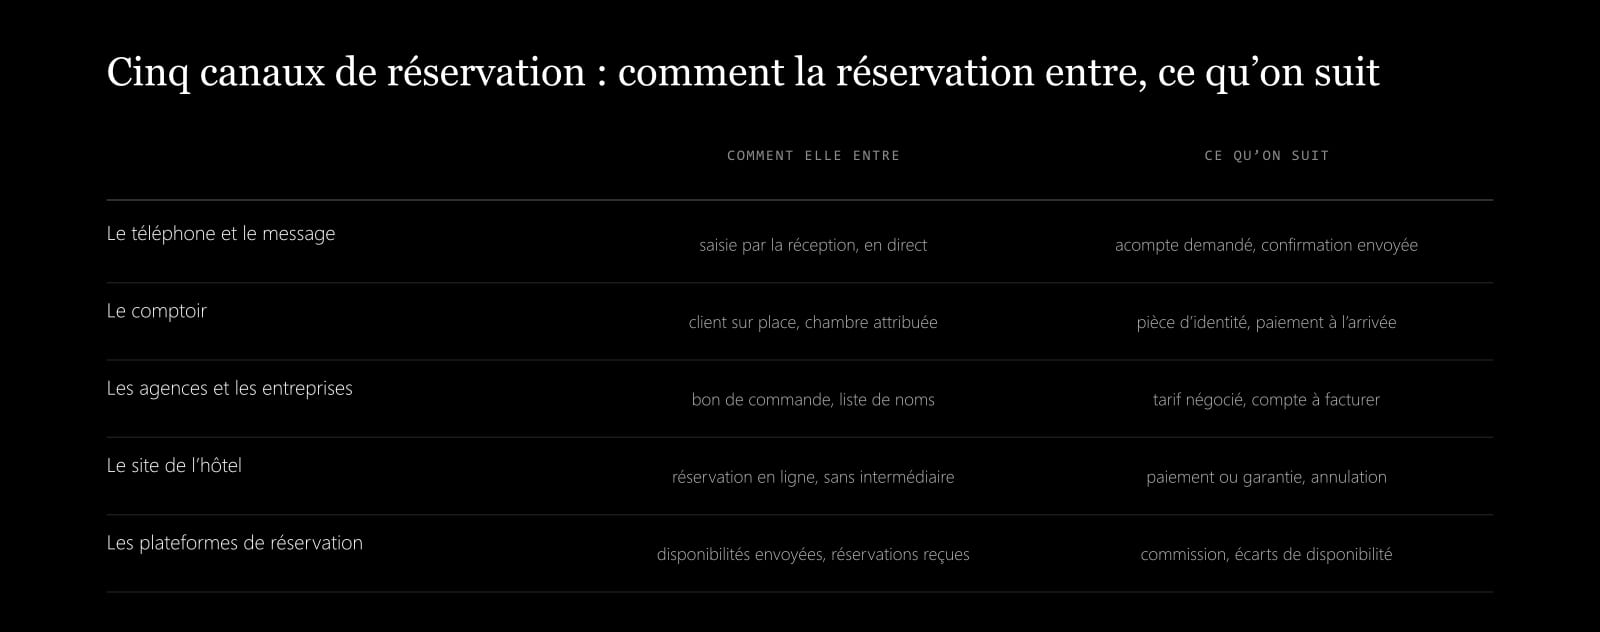 Cinq canaux de réservation : comment la réservation entre, ce qu’on suit
COMMENT ELLE ENTRE
CE QU’ON SUIT
Le téléphone et le message
saisie par la réception, en direct
acompte demandé, confirmation envoyée
Le comptoir
client sur place, chambre attribuée
pièce d’identité, paiement à l’arrivée
Les agences et les entreprises
bon de commande, liste de noms
tarif négocié, compte à facturer
Le site de l’hôtel
réservation en ligne, sans intermédiaire
paiement ou garantie, annulation
Les plateformes de réservation
disponibilités envoyées, réservations reçues
commission, écarts de disponibilité